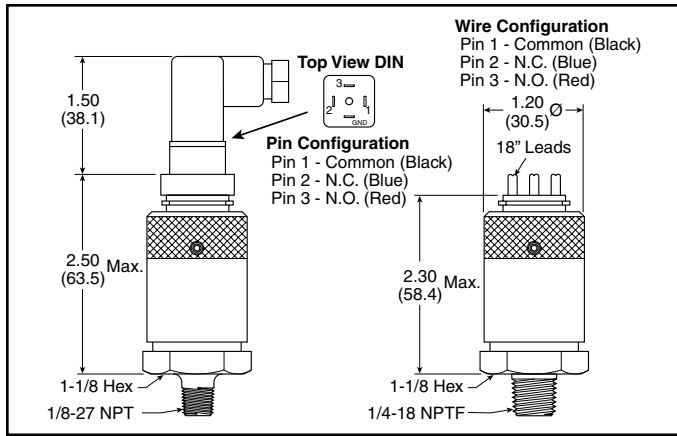 Wire Configuration
Pin 1 - Common (Black)
Pin 2 - N.C. (Blue)
Pin 3 - N.O. (Red)
Top View DIN
3
2
1
GND
Pin Configuration
Pin 1 - Common (Black)
Pin 2 - N.C. (Blue)
Pin 3 - N.O. (Red)
1.50
(38.1)
1.20
(30.5)
Ø
18” Leads
2.50
(63.5)
Max.
2.30
(58.4)
Max.
1-1/8 Hex
1/8-27 NPT
1-1/8 Hex
1/4-18 NPTF